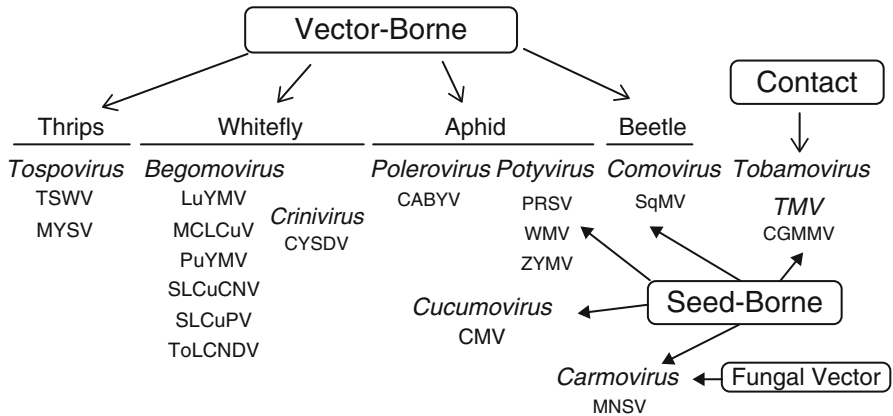 Vector-Borne
Contact
Thrips Whitefly Aphid Beetle
Tospovirus Begomovirus Polerovirus Potyvirus Comovirus Tobamovirus
TSWV LuYMV CABYV PRSV SqMV TMV
MYSV MCLCuV Crinivirus WMV CGMMV
PuYMV CYSDV ZYMV
SLCuCNV Cucumovirus Seed-Borne
SLCuPV CMV
ToLCNDV
Carmovirus Fungal Vector
MNSV